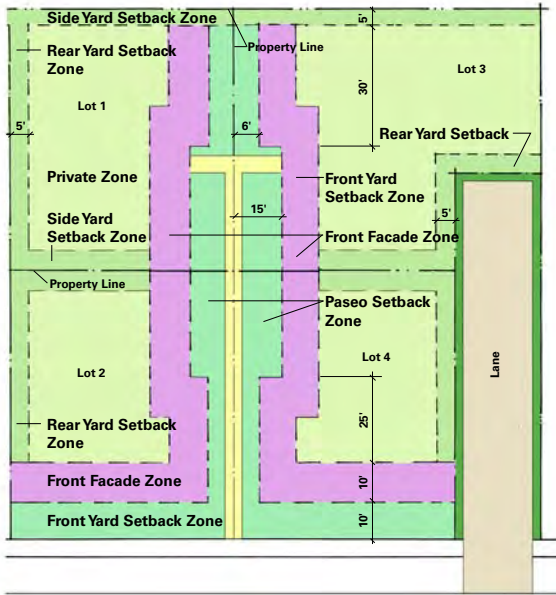 Side Yard Setback Zone
5'
Property Line
Rear Yard Setback
Zone
Lot 3
Lot 1
30'
5'
6'
Rear Yard Setback
Private Zone
Front Yard
Setback Zone
15'
5'
Side Yard
Setback Zone
Front Facade Zone
Property Line
Paseo Setback
Zone
Lot 4
Lane
Lot 2
25'
Rear Yard Setback
Zone
Front Facade Zone
10'
Front Yard Setback Zone
10'